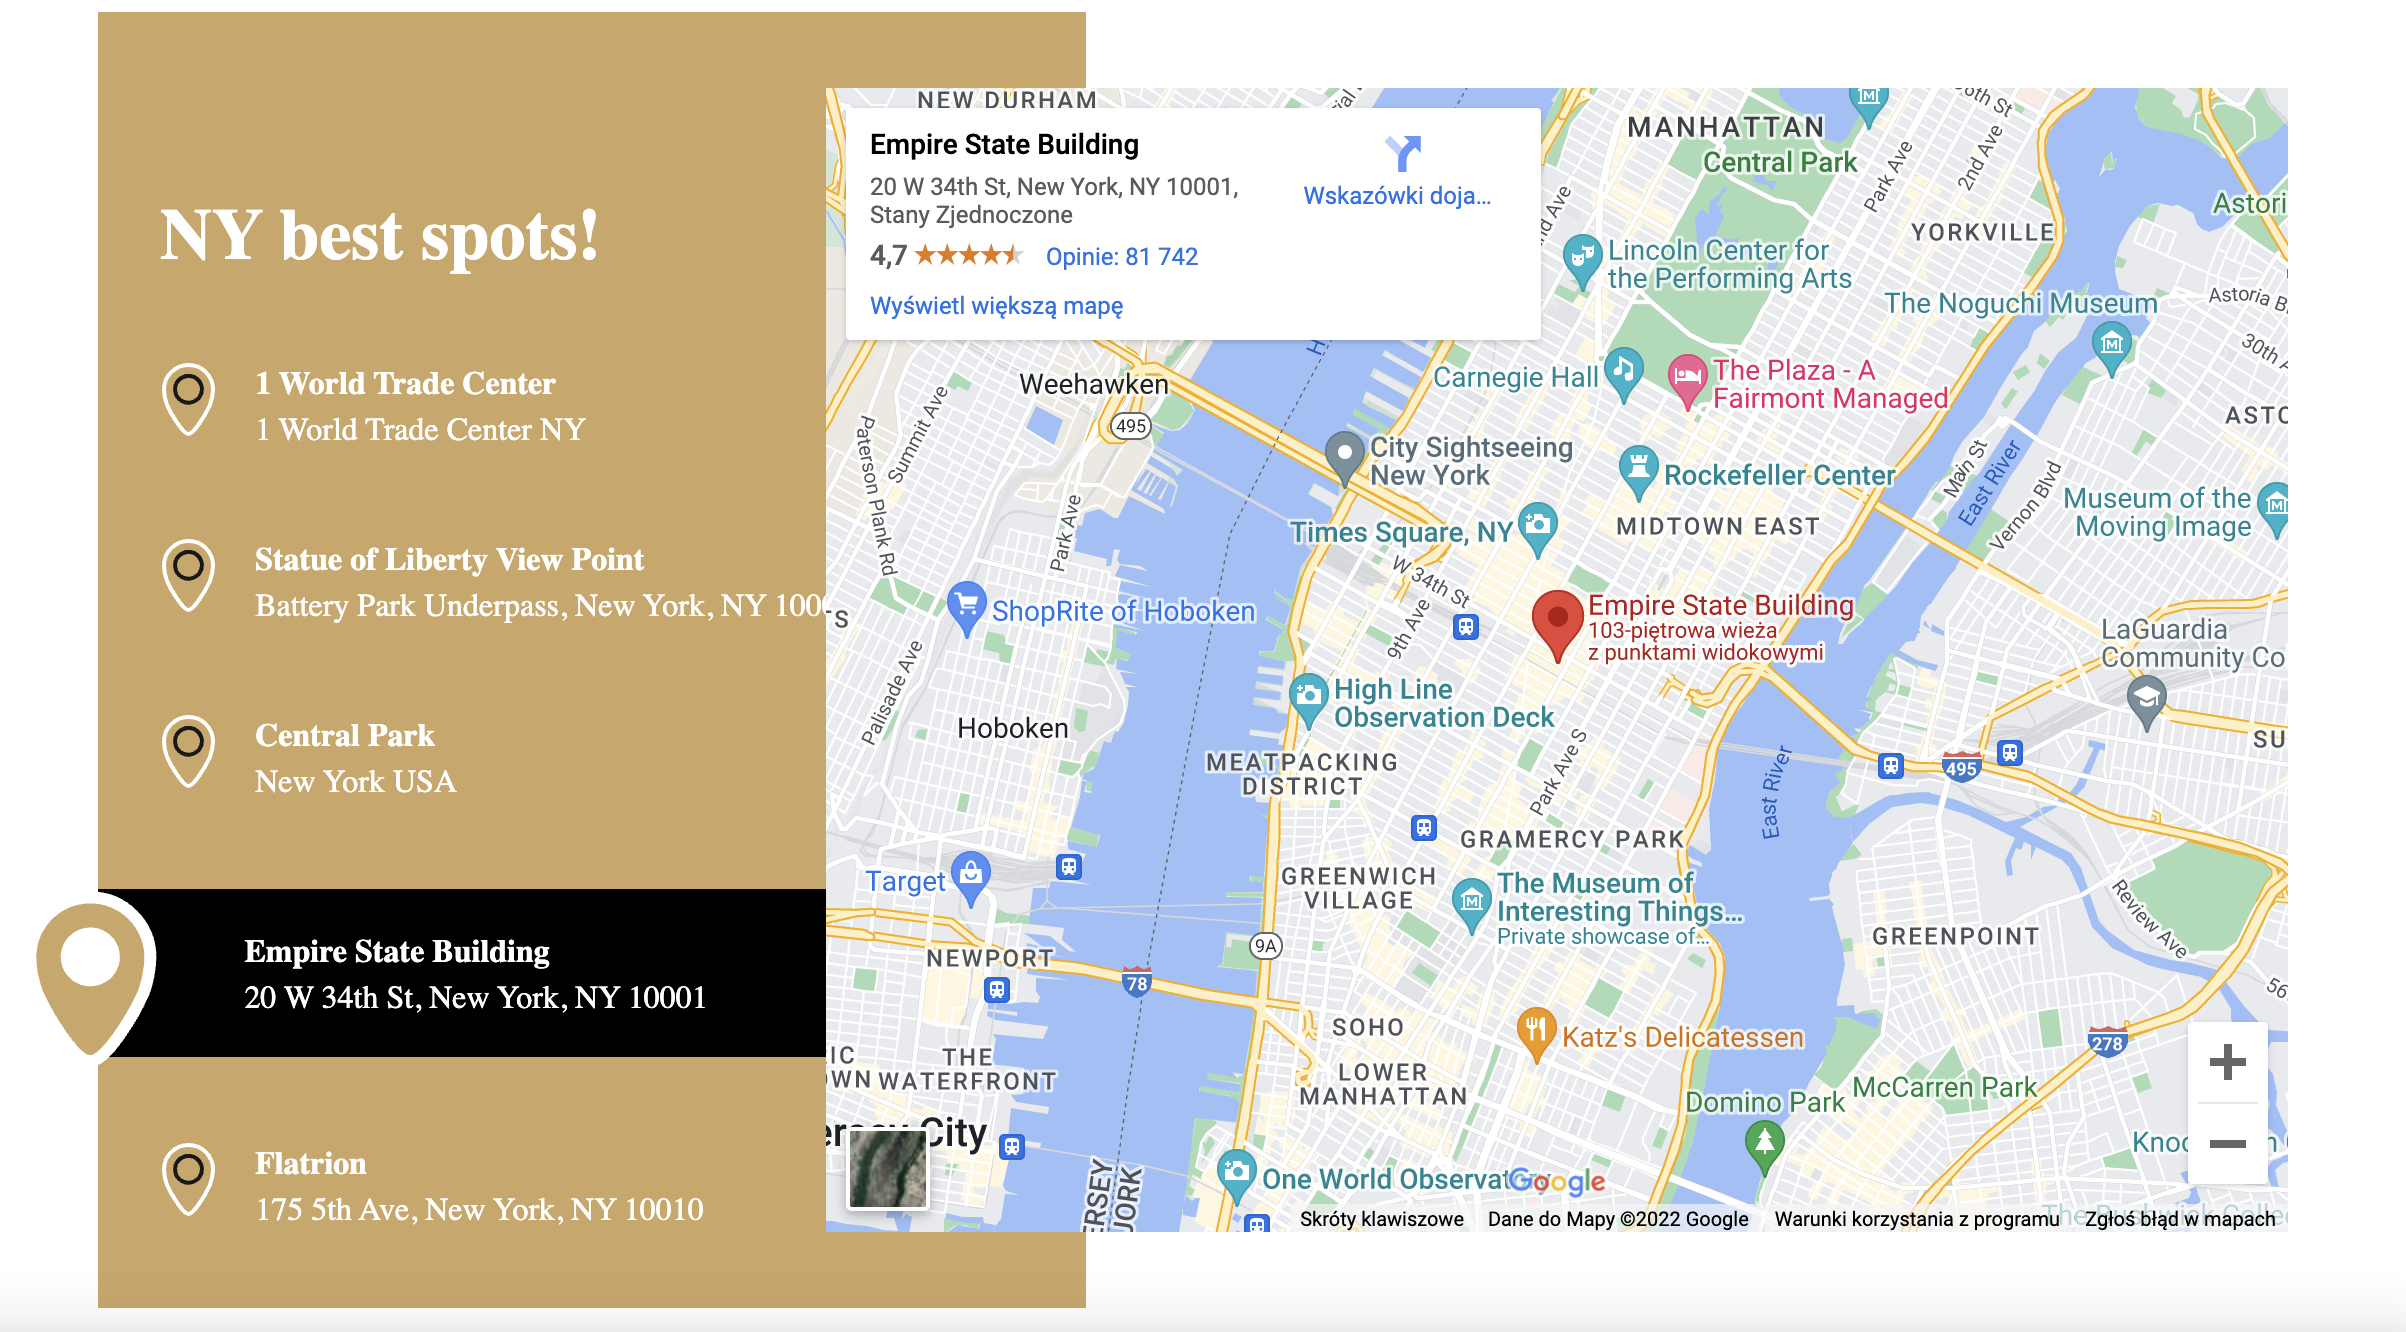 NY best spots!
1 World Trade Center
1 World Trade Center NY
Statue of Liberty View Point
Battery Park Underpass, New York, NY
Central Park
New York USA
Empire State Building
20 W 34th St, New York, NY 10001
Flatrion
175 5th Ave, New York, NY 10010
Empire State Building
20 W 34th St, New York, NY 10001,
Stany Zjednoczone
4,7
Opinie: 81 742
Wyświetl większą mapę
Wskazówki doja...
NEW DURHAM
MANHATTAN
Central Park
Park Ave
2nd Ave
YORKVILLE
Lincoln Center for
the Performing Arts
The Noguchi Museum
30th
Weehawken
495
Summit Ave
Paterson Plank Rd
Park Ave
Carnegie Hall
The Plaza - A
Fairmont Managed
City Sightseeing
New York
Rockefeller Center
Main St
East River
Vernon Blvd
Museum of the
Moving Image
Times Square, NY
MIDTOWN EAST
W 34th St
9th Ave
ShopRite of Hoboken
Empire State Building
103-piętrowa wieża
z punktami widokowymi
LaGuardia
Community Co
Palisade Ave
Hoboken
High Line
Observation Deck
MEATPACKING
DISTRICT
Park Ave S
East River
495
SU
GRAMERCY PARK
Target
GREENWICH
VILLAGE
The Museum of
Interesting Things...
Private showcase of...
Review Ave
9A
GREENPOINT
NEWPORT
78
SOHO
Katz's Delicatessen
278
THE
WATERFRONT
LOWER
MANHATTAN
Domino Park
McCarren Park
City
One World Observat
Google
Skróty klawiszowe
Dane do Mapy ©2022 Google
Warunki korzystania z programu
Zgłoś błąd w mapach